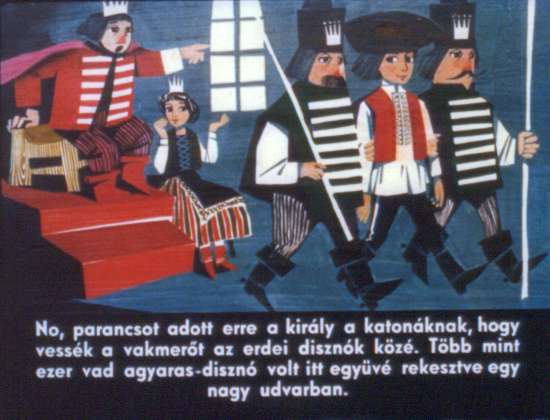 No, parancsot adott erre a király a katonáknak, hogy
vessék a vakmerőt az erdei disznók közé. Több mint
ezer vad agyaras-disznó volt itt együvé rekesztve egy
nagy udvarban.